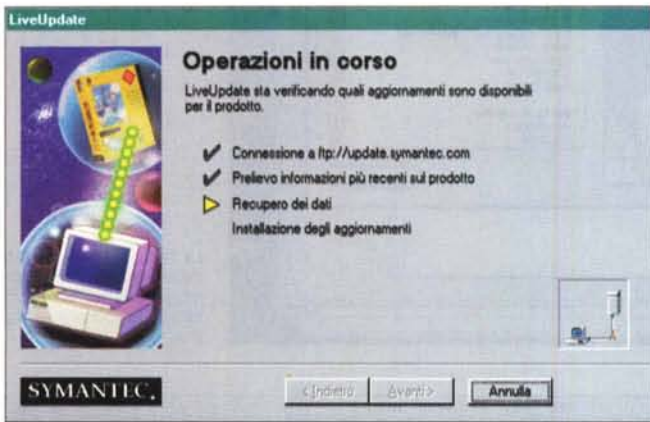 LiveUpdate
Operazioni in corso
LiveUpdate sta verificando quali aggiornamenti sono disponibili
per il prodotto.
Connessione a ftp://update.symantec.com
Prelievo informazioni più recenti sul prodotto
Recupero dei dati
Installazione degli aggiornamenti
SYMANTEC.
< Indietro
Avanti >
Annulla